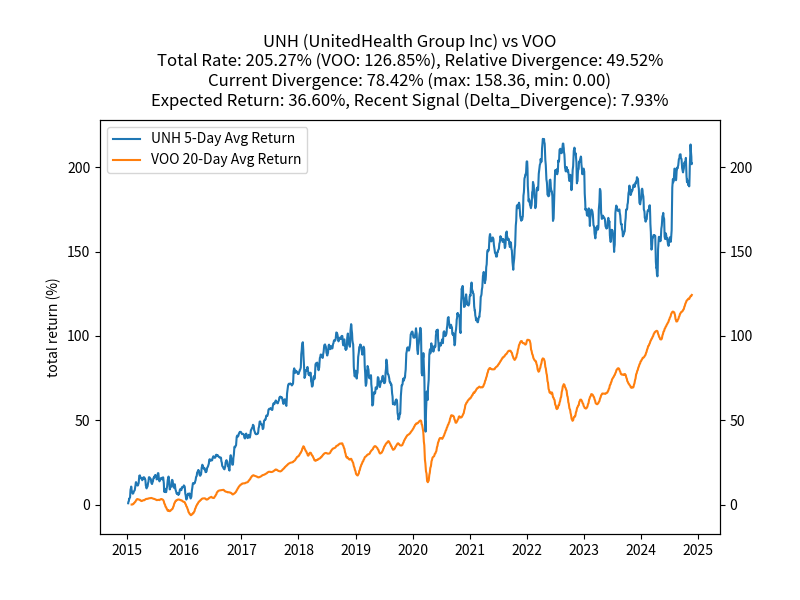 UNH (UnitedHealth Group Inc) vs VOO
Total Rate: 205.27% (VOO: 126.85%), Relative Divergence: 49.52%
Current Divergence: 78.42% (max: 158.36, min: 0.00)
Expected Return: 36.60%, Recent Signal (Delta_Divergence): 7.93%
UNH 5-Day Avg Return
VOO 20-Day Avg Return
total return (%)
200 200
150 150
100 100
50 50
0 0
2015 2016 2017 2018 2019 2020 2021 2022 2023 2024 2025